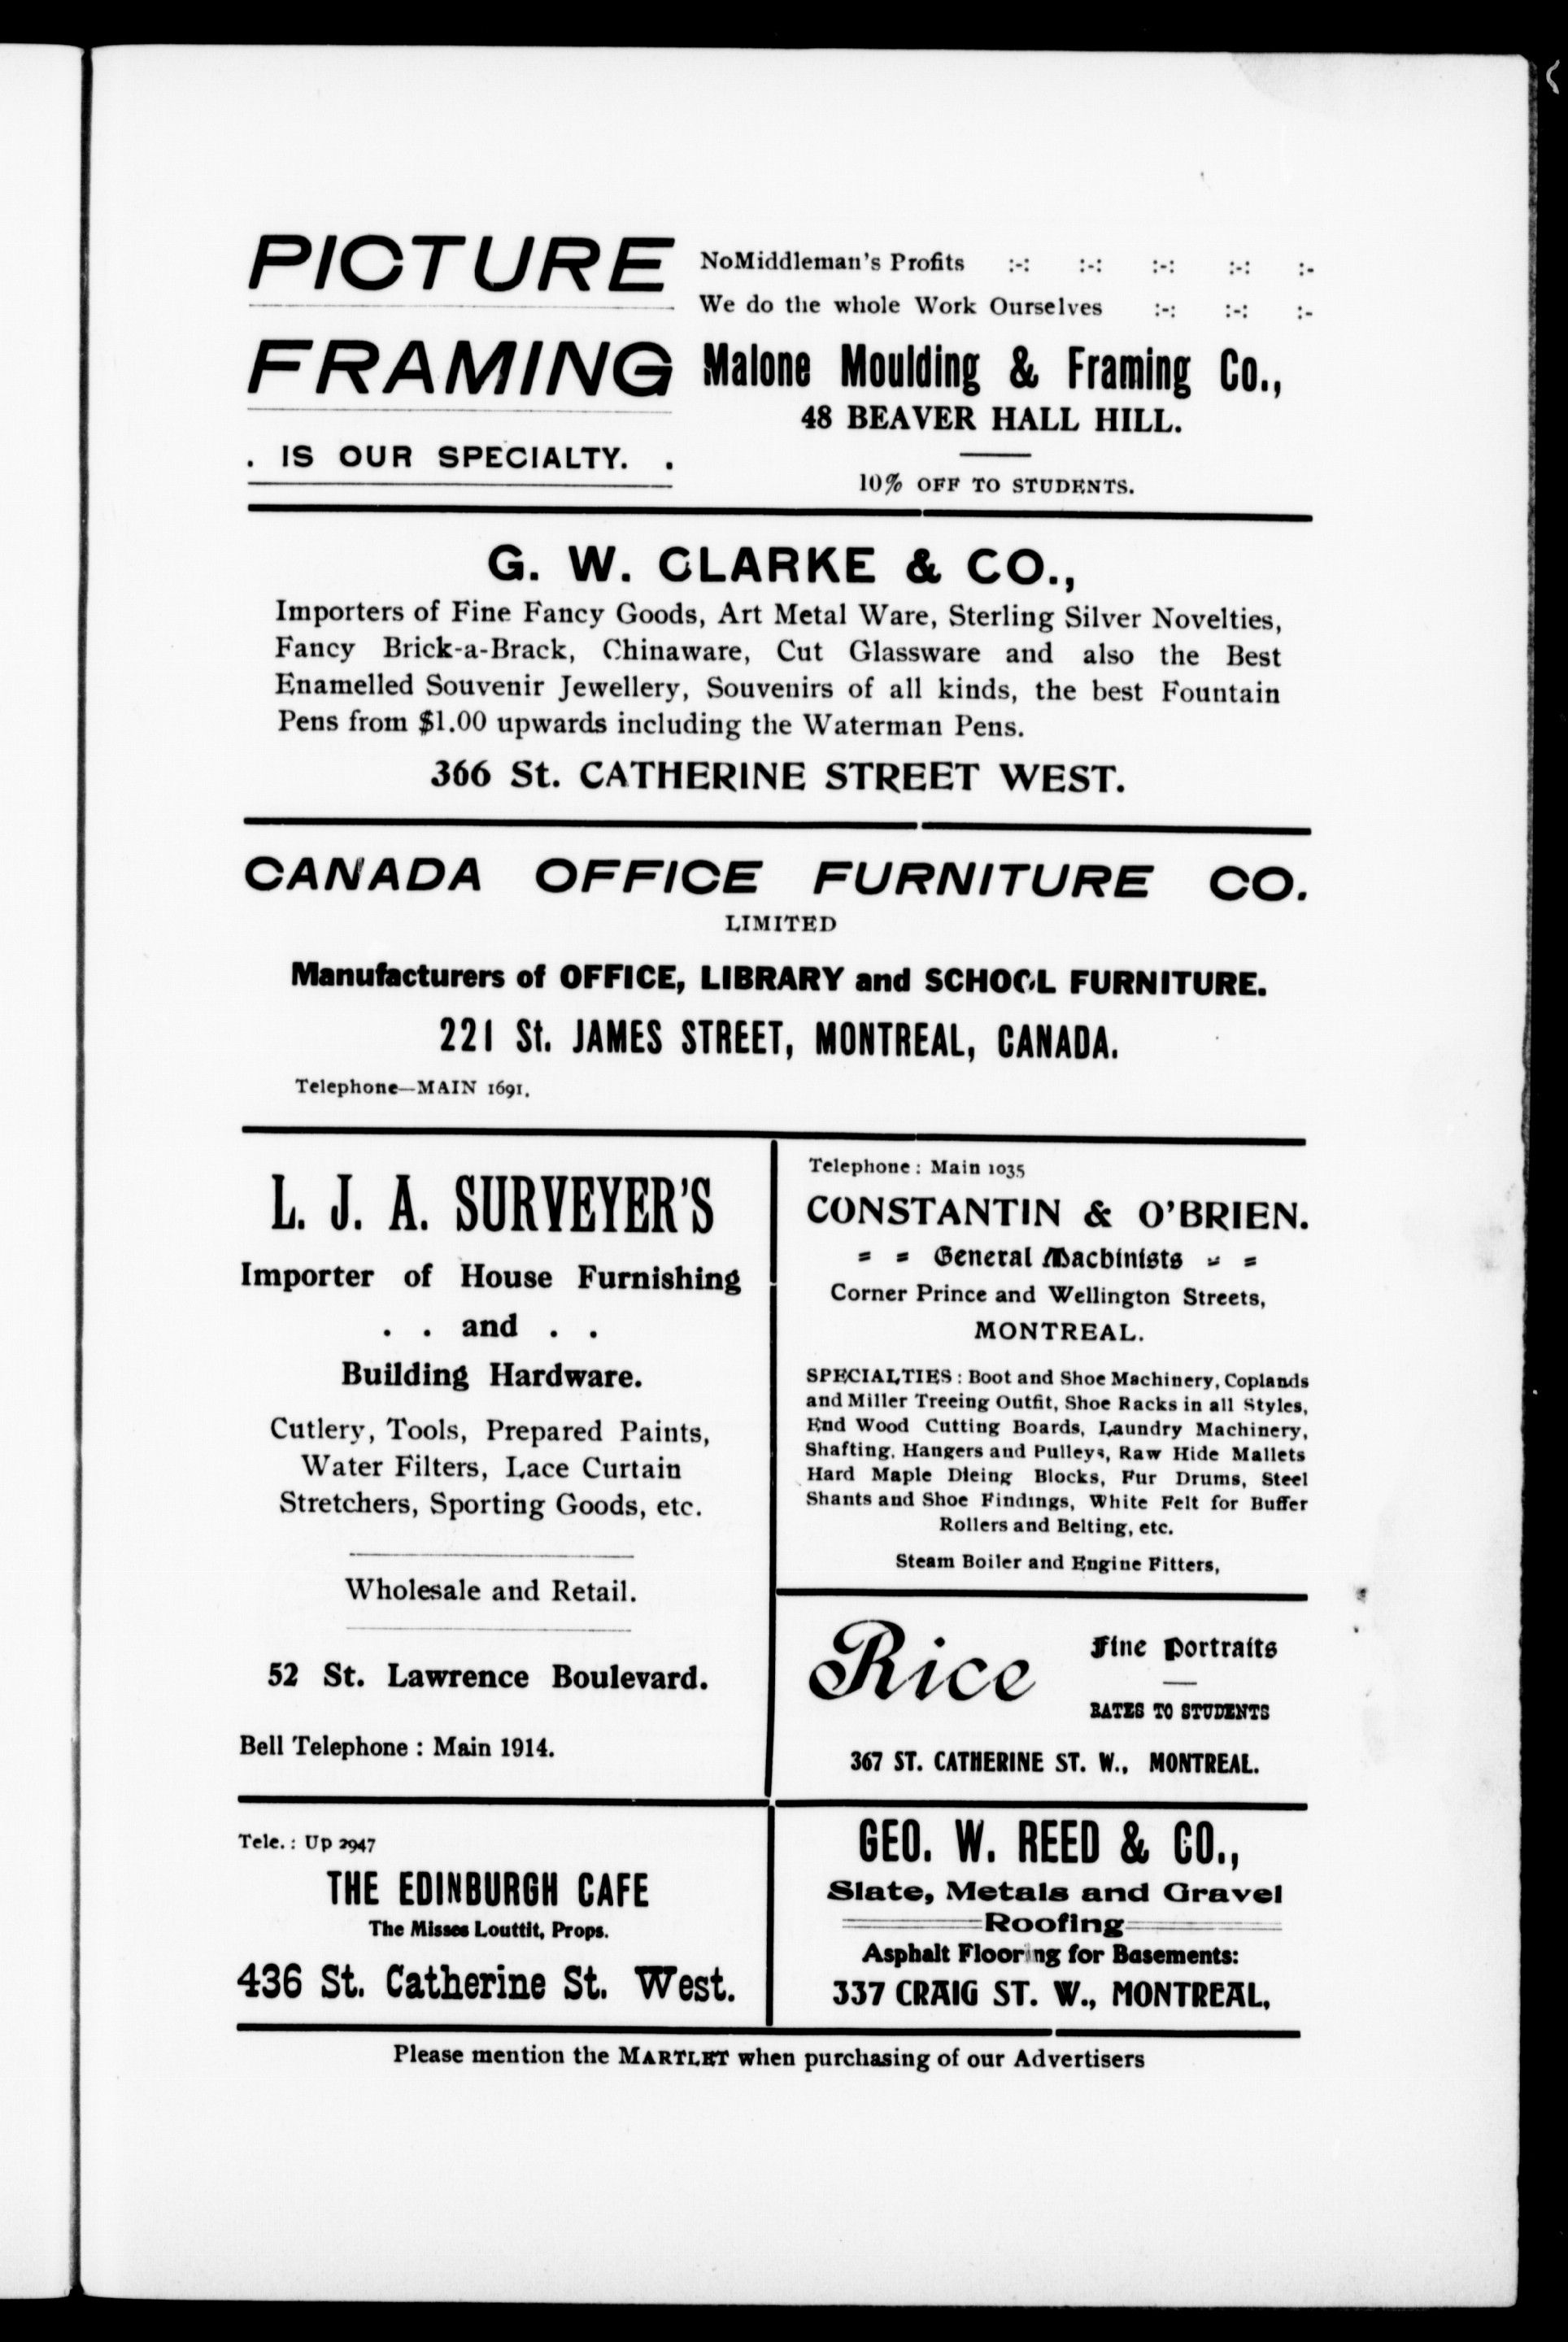 PICTURE
FRAMING
. IS OUR SPECIALTY. .
NoMiddleman's Profits :-: :-: :-: :-: :-
We do the whole Work Ourselves :-: :-: :-
Malone Moulding & Framing Co.,
48 BEAVER HALL HILL.
10% OFF TO STUDENTS.
G. W. CLARKE & CO.,
Importers of Fine Fancy Goods, Art Metal Ware, Sterling Silver Novelties,
Fancy Brick-a-Brack, Chinaware, Cut Glassware and also the Best
Enamelled Souvenir Jewellery, Souvenirs of all kinds, the best Fountain
Pens from $1.00 upwards including the Waterman Pens.
366 St. CATHERINE STREET WEST.
CANADA OFFICE FURNITURE CO.
LIMITED
Manufacturers of OFFICE, LIBRARY and SCHOOL FURNITURE.
221 St. JAMES STREET, MONTREAL, CANADA.
Telephone—MAIN 1691.
L. J. A. SURVEYER'S
Importer of House Furnishing
. . and . .
Building Hardware.
Cutlery, Tools, Prepared Paints,
Water Filters, Lace Curtain
Stretchers, Sporting Goods, etc.
Wholesale and Retail.
52 St. Lawrence Boulevard.
Bell Telephone : Main 1914.
Telephone : Main 1035
CONSTANTIN & O'BRIEN.
= = General Machinists = =
Corner Prince and Wellington Streets,
MONTREAL.
SPECIALTIES : Boot and Shoe Machinery, Coplands
and Miller Treeing Outfit, Shoe Racks in all Styles,
End Wood Cutting Boards, Laundry Machinery,
Shafting, Hangers and Pulleys, Raw Hide Mallets
Hard Maple Dieing Blocks, Fur Drums, Steel
Shants and Shoe Findings, White Felt for Buffer
Rollers and Belting, etc.
Steam Boiler and Engine Fitters,
Rice
Fine Portraits
RATES TO STUDENTS
367 ST. CATHERINE ST. W., MONTREAL.
Tele. : Up 2947
THE EDINBURGH CAFE
The Misses Louttit, Props.
436 St. Catherine St. West.
GEO. W. REED & CO.,
Slate, Metals and Gravel
Roofing
Asphalt Flooring for Basements:
337 CRAIG ST. W., MONTREAL,
Please mention the MARTLET when purchasing of our Advertisers